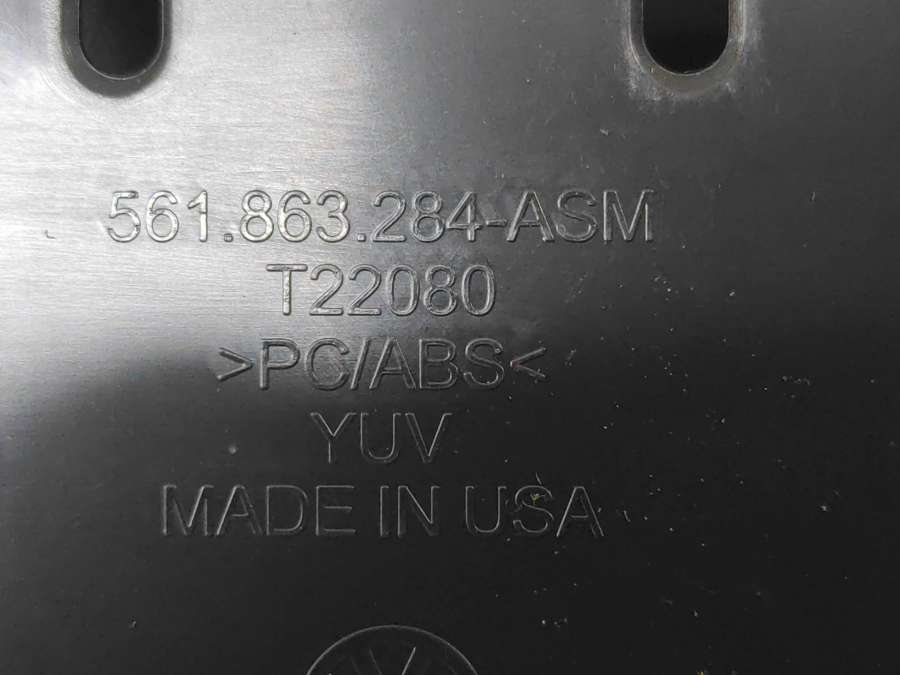 561.863.284-ASM
T22080
>PC/ABS<
YUV
MADE IN USA